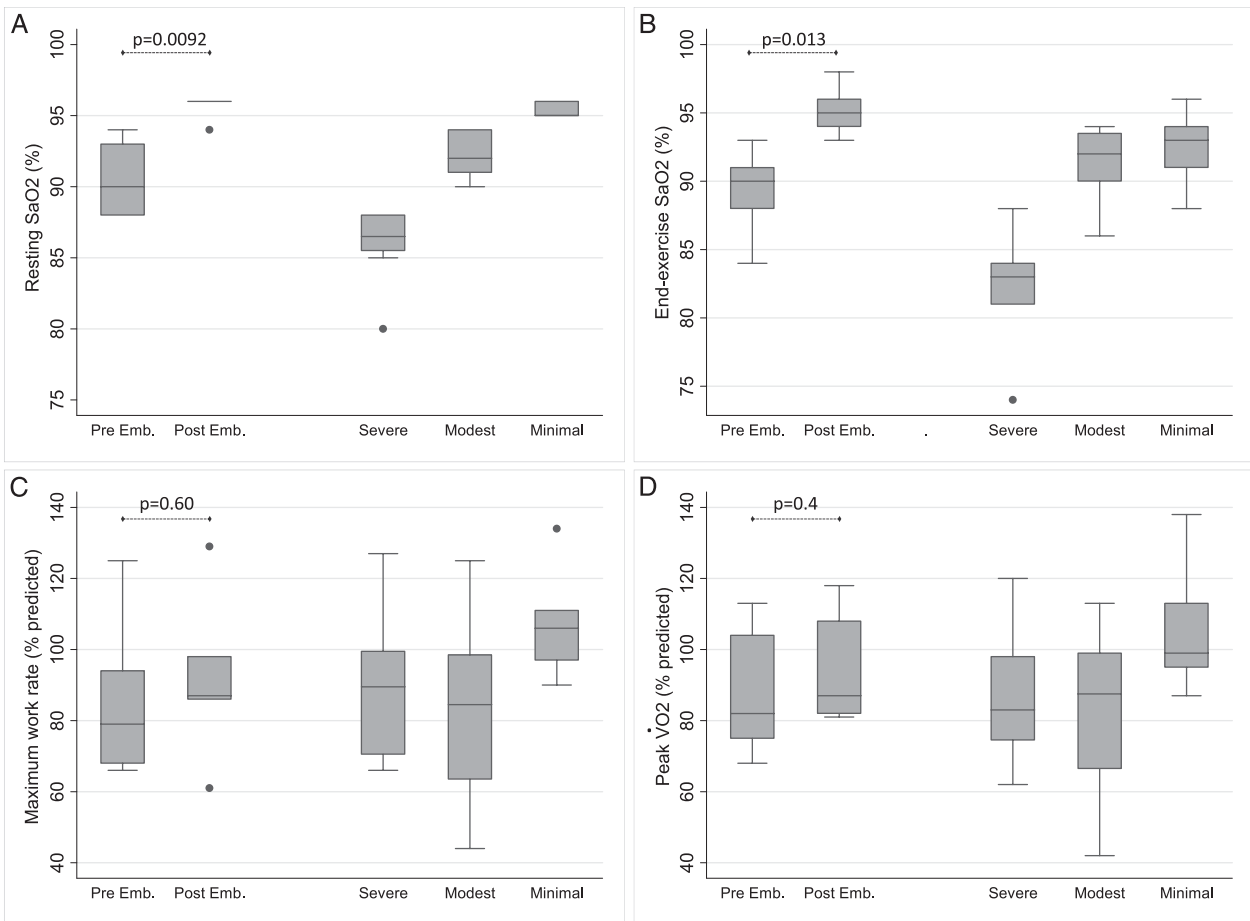 A
p=0.0092
100
95
90
85
80
75
Resting SaO2 (%)
Pre Emb. Post Emb. Severe Modest Minimal
B
p=0.013
100
95
90
85
80
75
End-exercise SaO2 (%)
Pre Emb. Post Emb. . Severe Modest Minimal
C
p=0.60
140
120
100
80
60
40
Maximum work rate (% predicted)
Pre Emb. Post Emb. Severe Modest Minimal
D
p=0.4
140
120
100
80
60
40
Peak V̇O2 (% predicted)
Pre Emb. Post Emb. Severe Modest Minimal